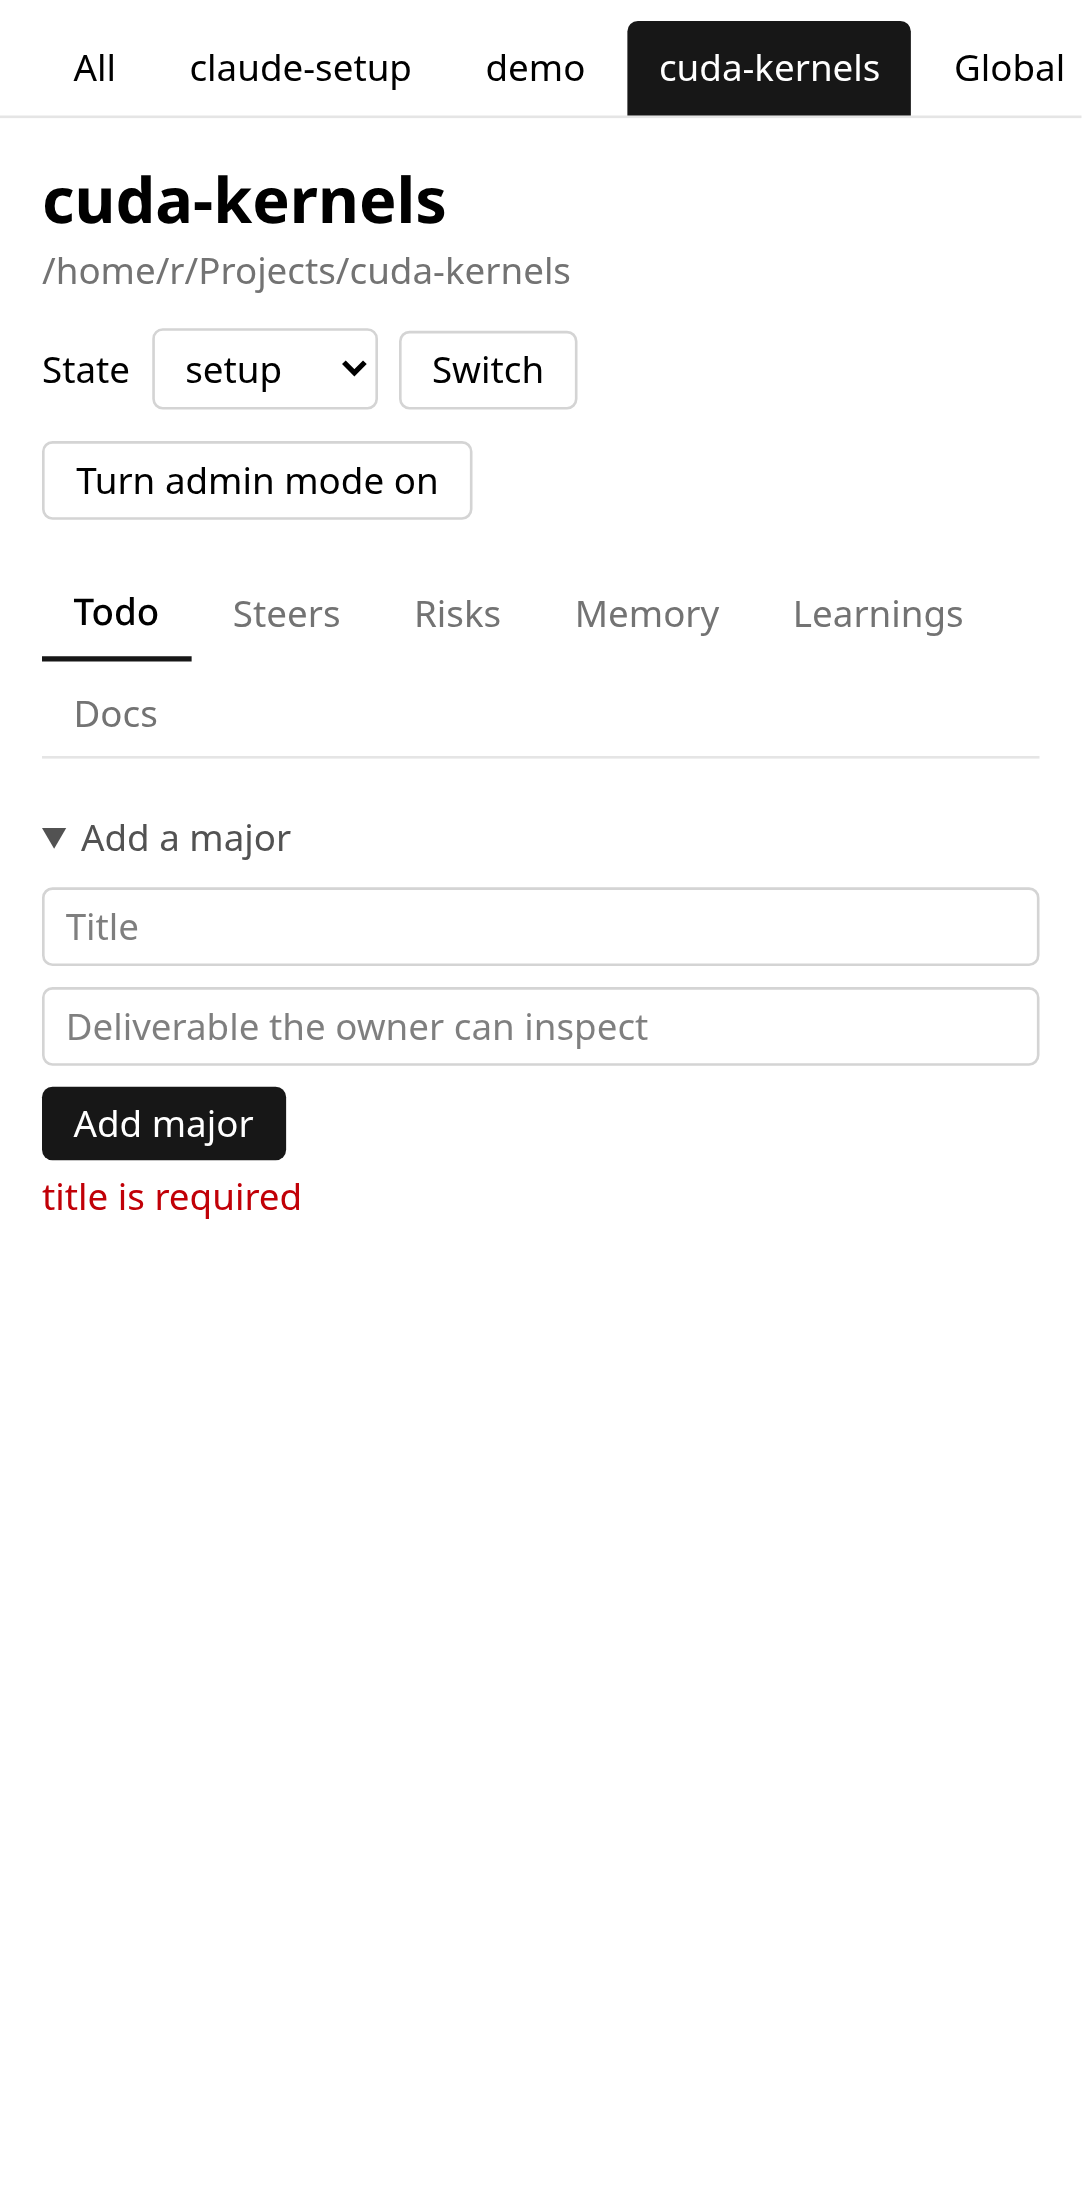 All claude-setup demo cuda-kernels Global
cuda-kernels
/home/r/Projects/cuda-kernels
State setup Switch
Turn admin mode on
Todo Steers Risks Memory Learnings
Docs
▼ Add a major
Title
Deliverable the owner can inspect
Add major
title is required